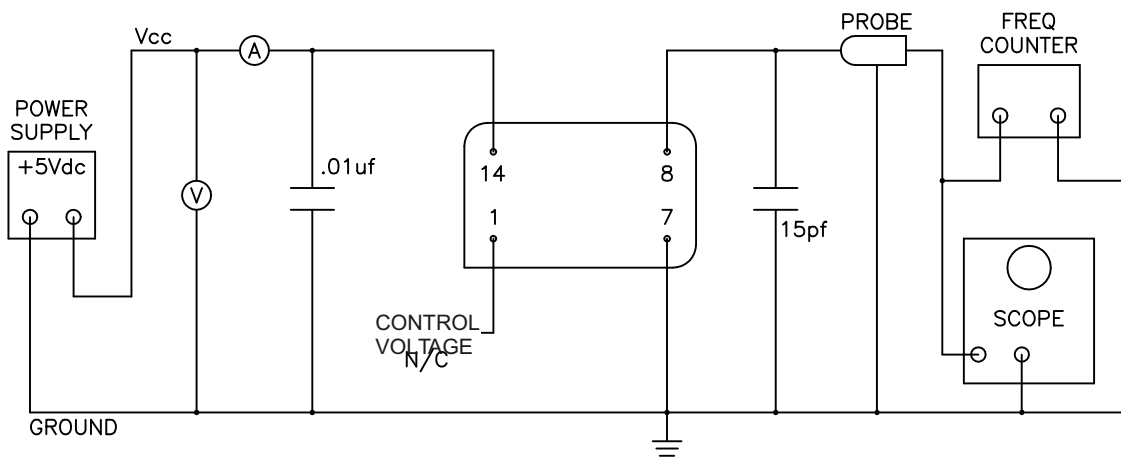 Vcc
A
PROBE
FREQ
COUNTER
POWER
SUPPLY
+5Vdc
.01uf
14
8
V
1
7
15pf
CONTROL
VOLTAGE
N/C
SCOPE
GROUND